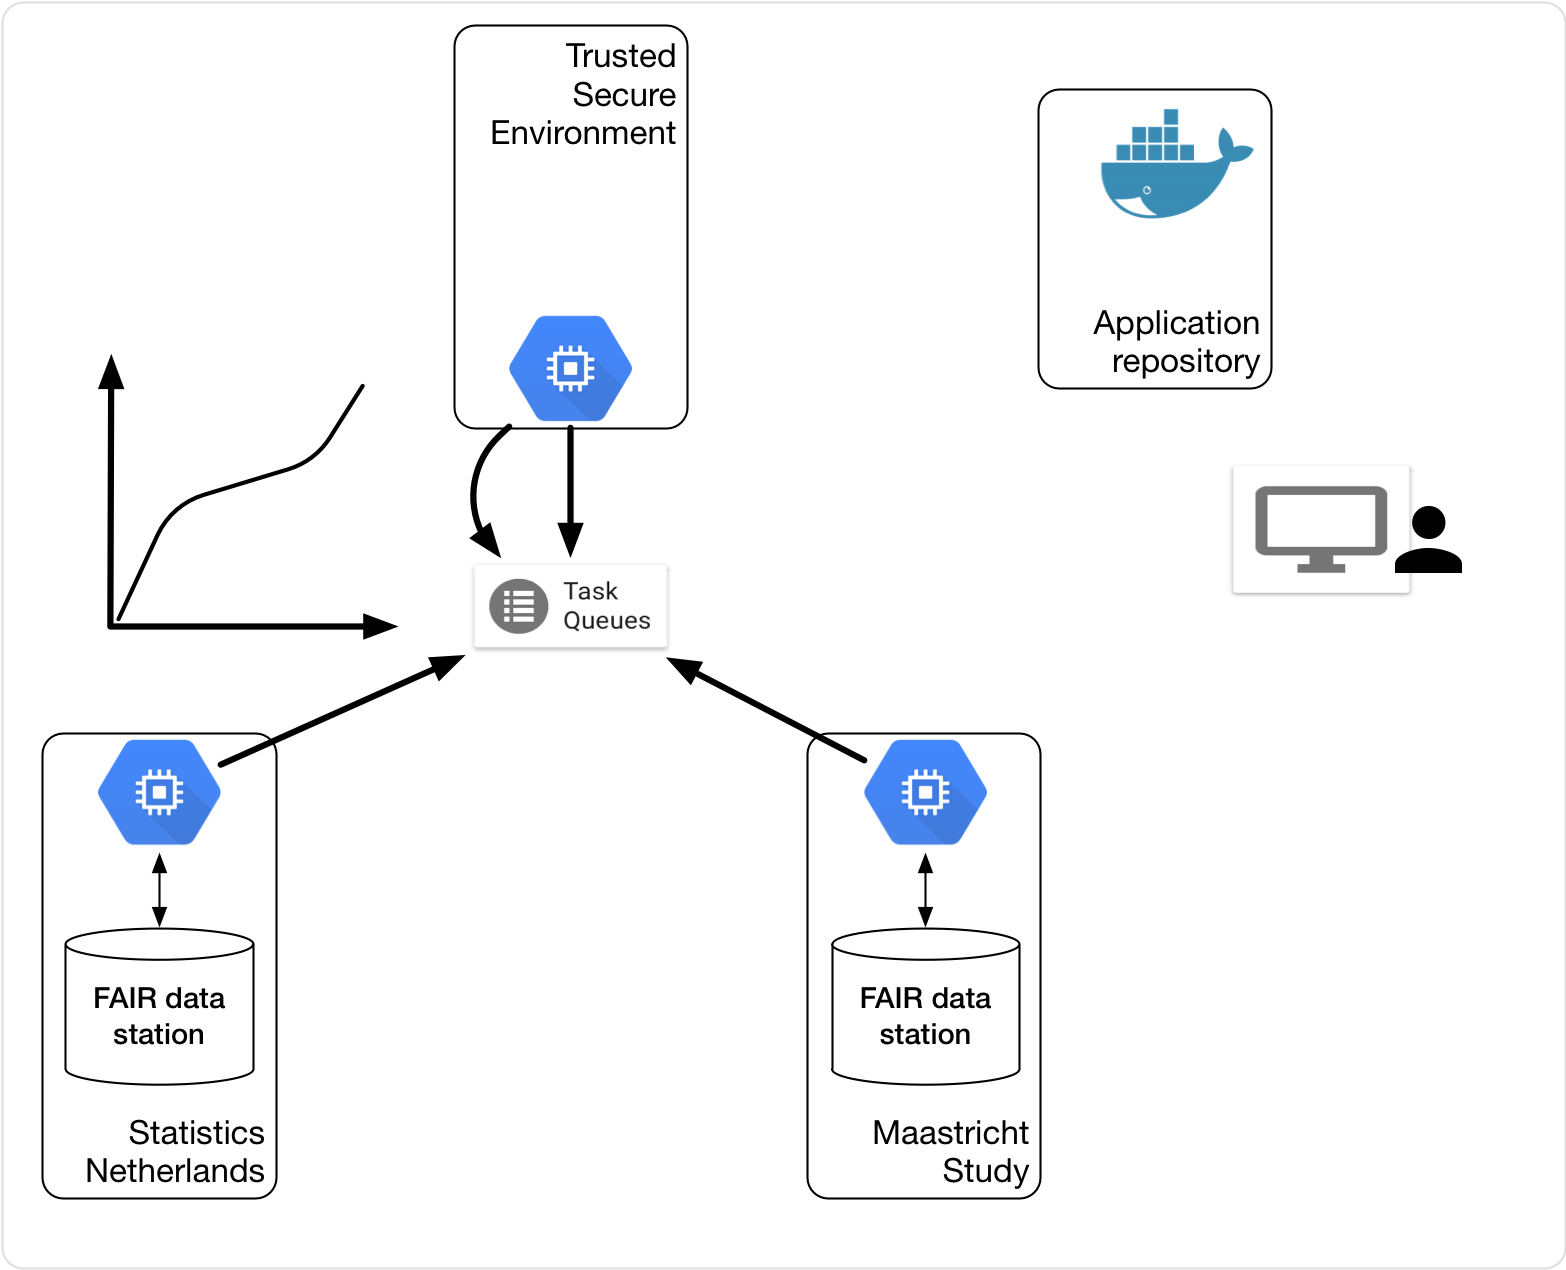 Trusted
Secure
Environment
Application
repository
Task
Queues
FAIR data
station
Statistics
Netherlands
FAIR data
station
Maastricht
Study